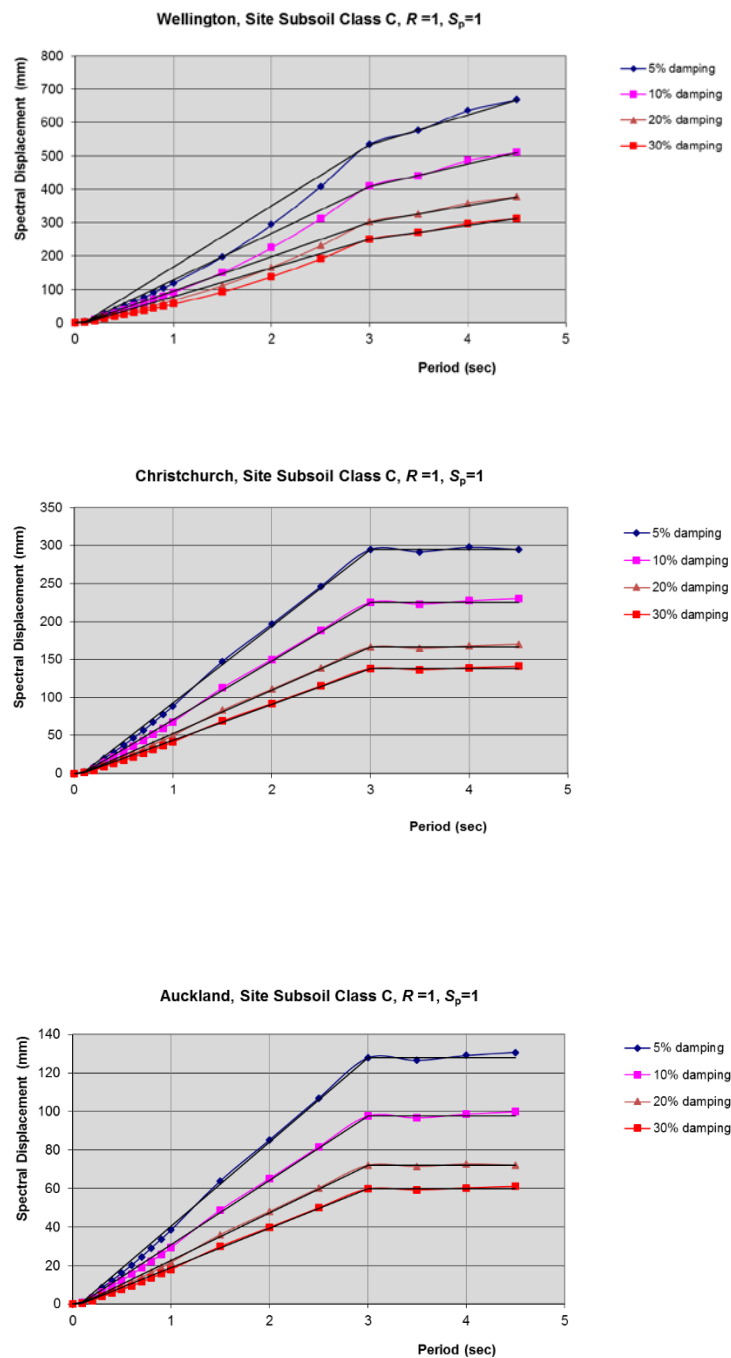 Wellington, Site Subsoil Class C, R =1, Sp=1
Spectral Displacement (mm)
800
700
600
500
400
300
200
100
0
0 1 2 3 4 5
Period (sec)
5% damping
10% damping
20% damping
30% damping
Christchurch, Site Subsoil Class C, R =1, Sp=1
Spectral Displacement (mm)
350
300
250
200
150
100
50
0
0 1 2 3 4 5
Period (sec)
5% damping
10% damping
20% damping
30% damping
Auckland, Site Subsoil Class C, R =1, Sp=1
Spectral Displacement (mm)
140
120
100
80
60
40
20
0
0 1 2 3 4 5
Period (sec)
5% damping
10% damping
20% damping
30% damping